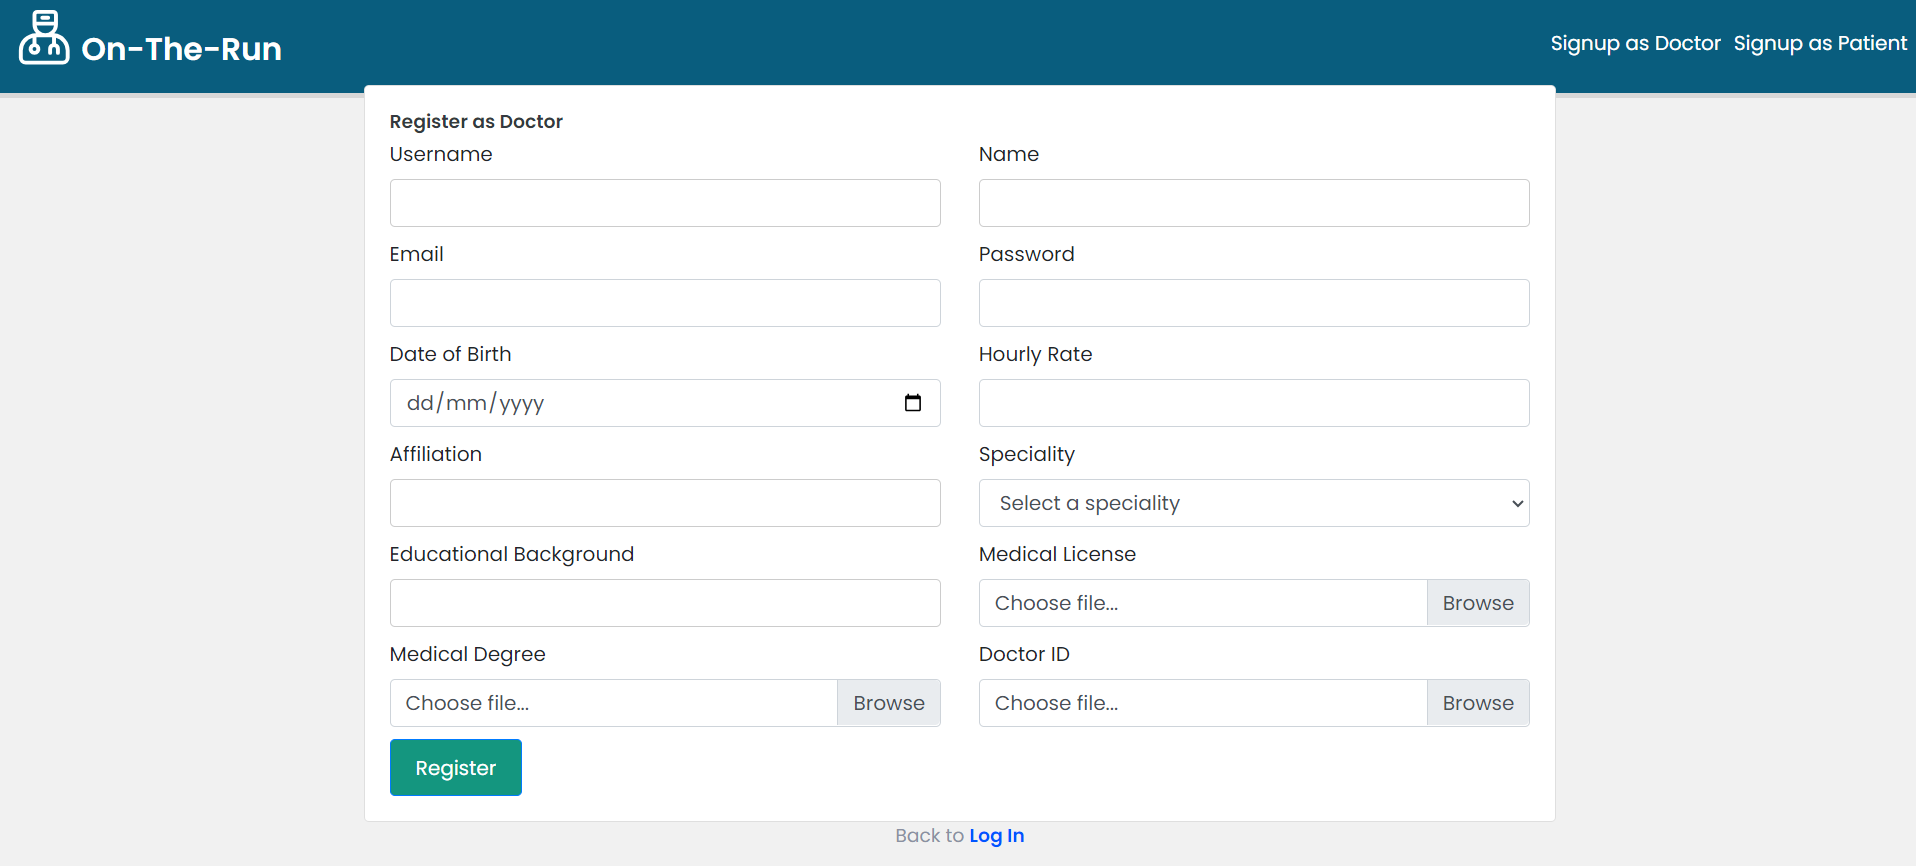 On-The-Run
Signup as Doctor Signup as Patient
Register as Doctor
Username Name
Email Password
Date of Birth Hourly Rate
dd/mm/yyyy
Affiliation Speciality
Select a speciality
Educational Background Medical License
Choose file... Browse
Medical Degree Doctor ID
Choose file... Browse Choose file... Browse
Register
Back to Log In